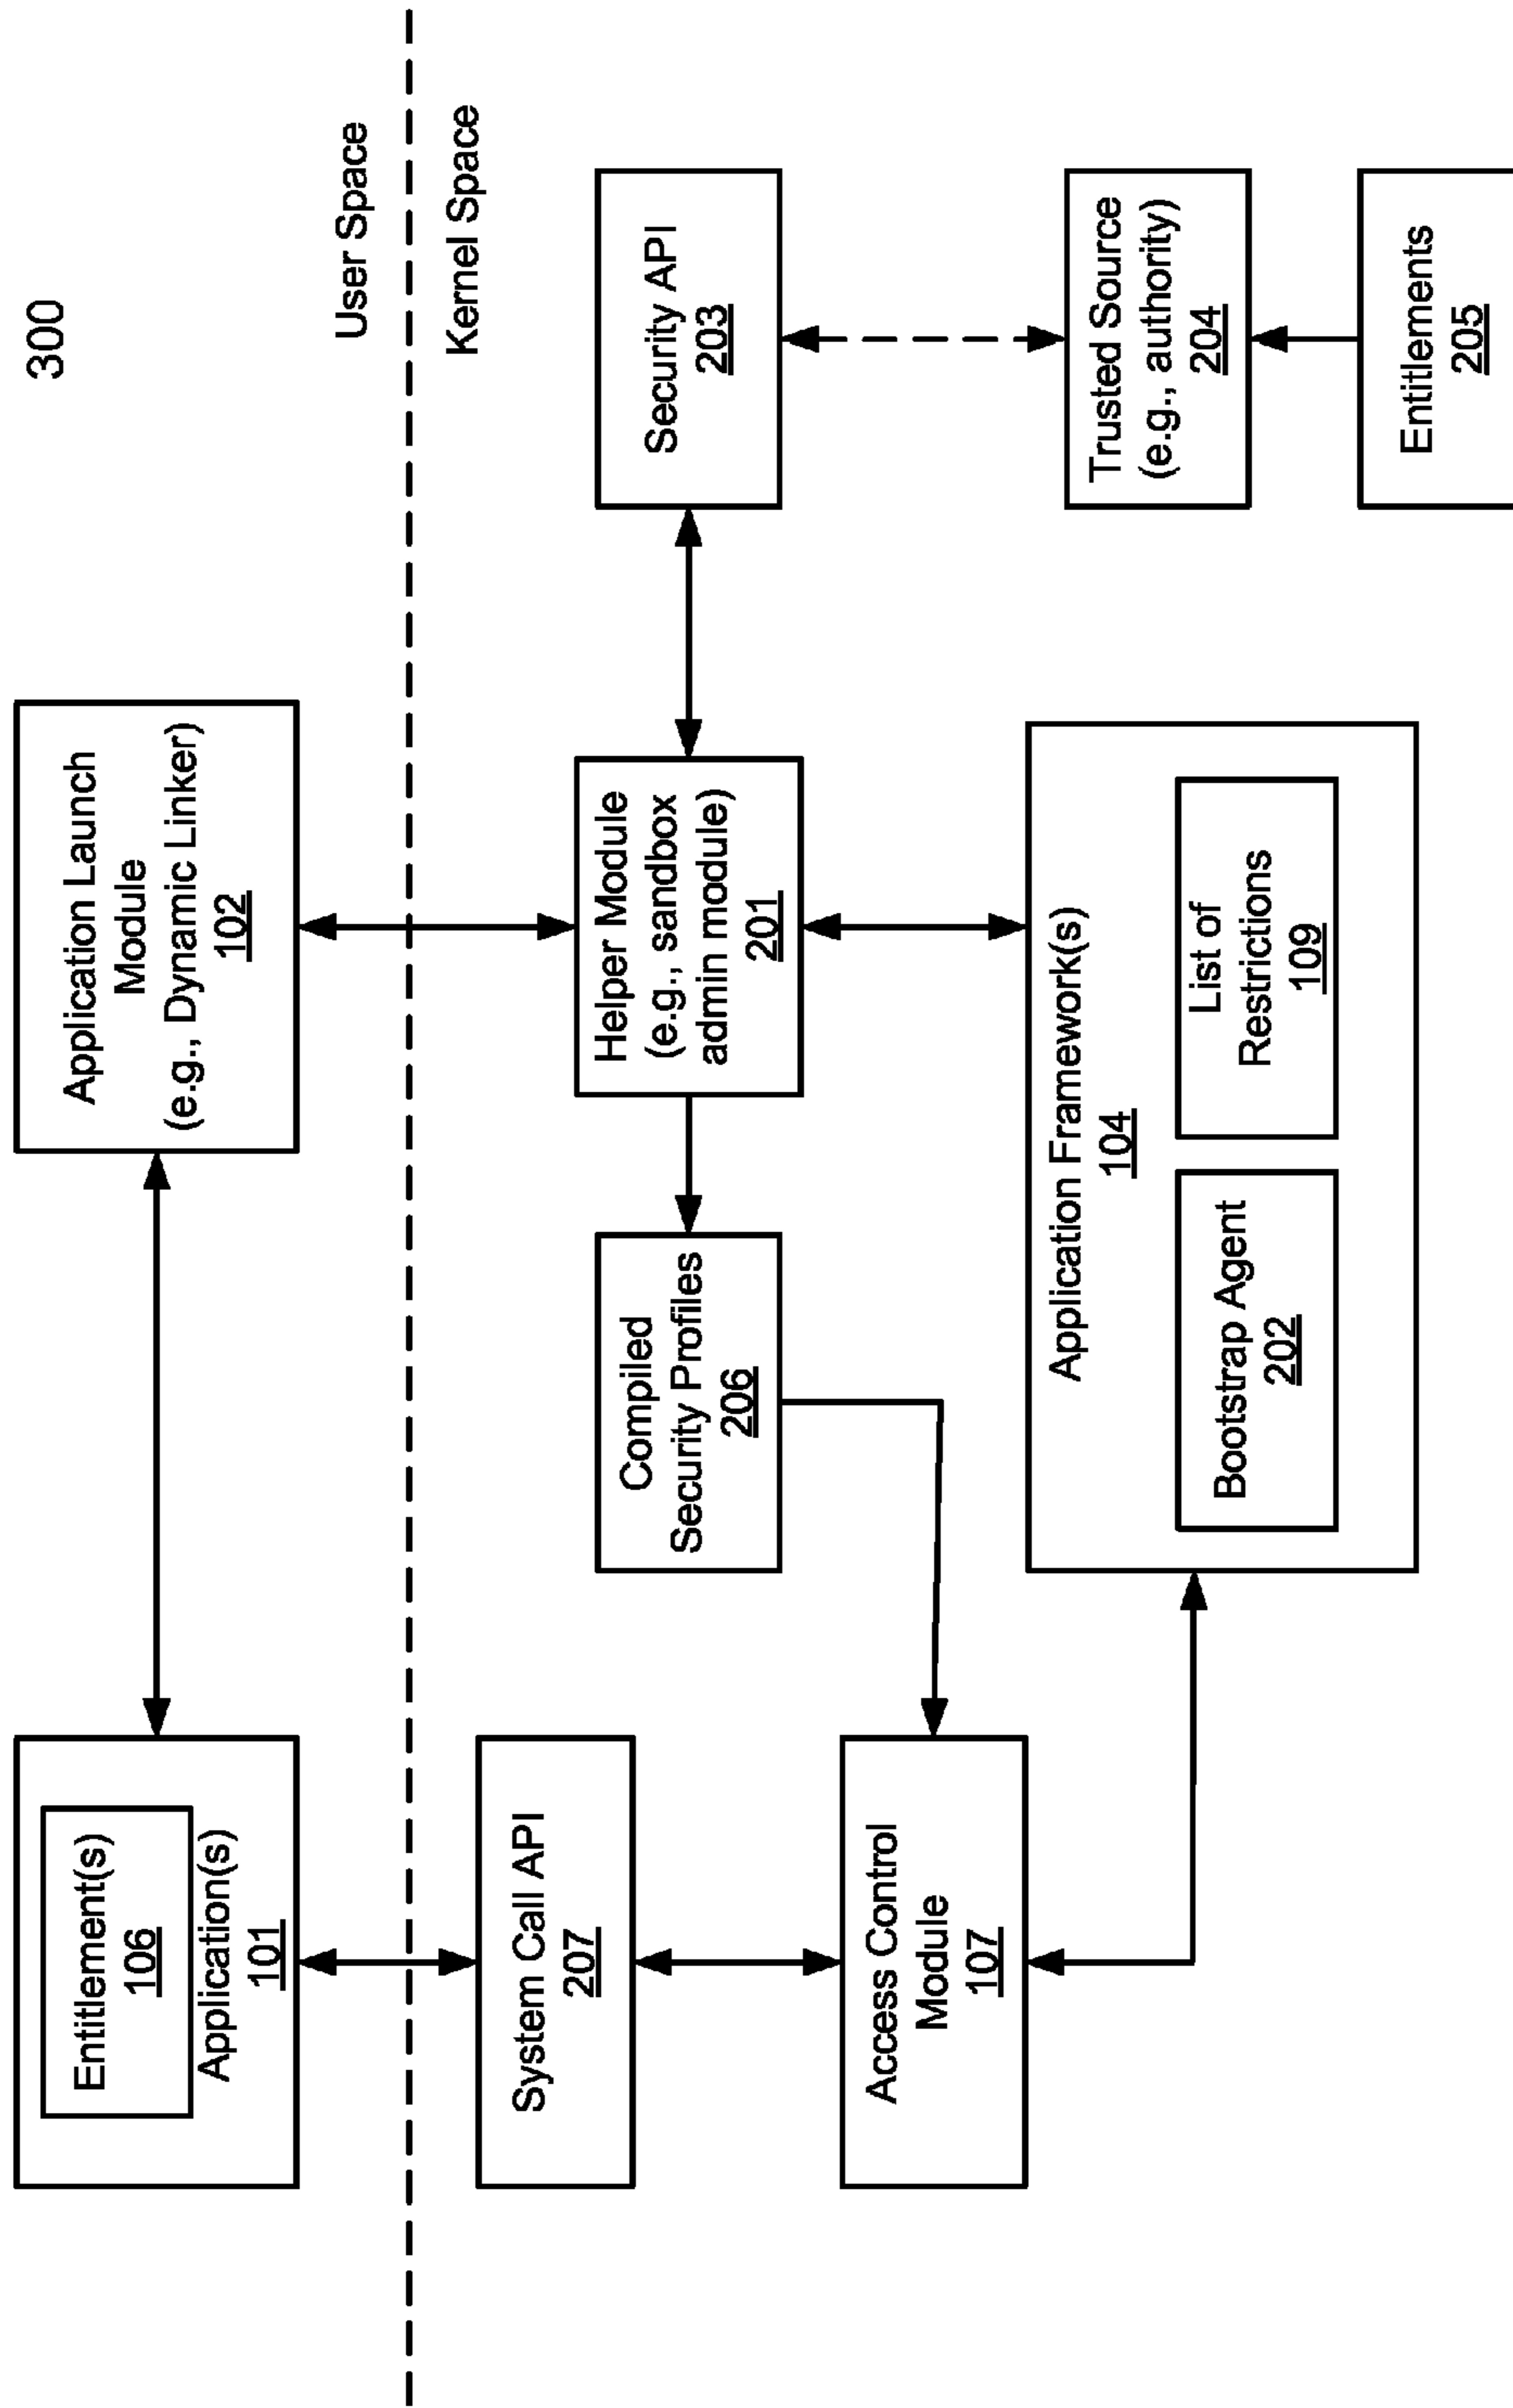 300
Entitlement(s)
106
Application(s)
101
Application Launch
Module
(e.g., Dynamic Linker)
102
User Space
Kernel Space
System Call API
207
Compiled
Security Profiles
206
Helper Module
(e.g., sandbox
admin module)
201
Security API
203
Access Control
Module
107
Application Framework(s)
104
Bootstrap Agent
202
List of
Restrictions
109
Trusted Source
(e.g., authority)
204
Entitlements
205